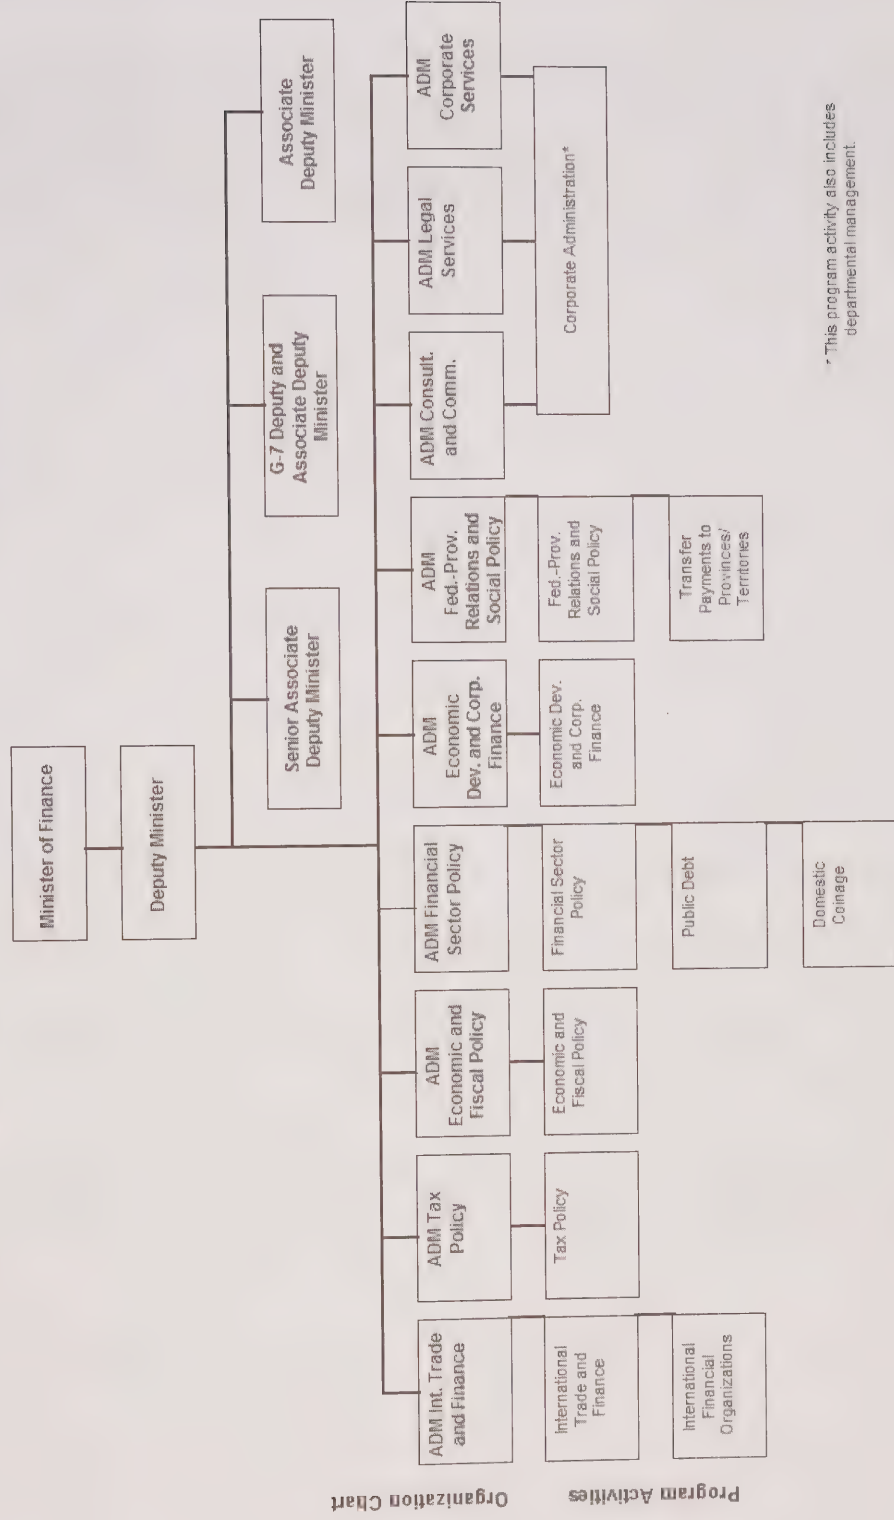 Minister of Finance
Deputy Minister
Senior Associate
Deputy Minister
G-7 Deputy and
Associate Deputy
Minister
Associate
Deputy Minister
Organization Chart
ADM Int. Trade
and Finance
ADM Tax
Policy
ADM
Economic and
Fiscal Policy
ADM Financial
Sector Policy
ADM
Economic
Dev. and Corp.
Finance
ADM
Fed.-Prov.
Relations and
Social Policy
ADM Consult.
and Comm.
ADM Legal
Services
ADM
Corporate
Services
Program Activities
International
Trade and
Finance
Tax Policy
Economic and
Fiscal Policy
Financial Sector
Policy
Economic Dev.
and Corp.
Finance
Fed.-Prov.
Relations and
Social Policy
Corporate Administration*
International
Financial
Organizations
Public Debt
Transfer
Payments to
Provinces/
Territories
Domestic
Coinage
* This program activity also includes
departmental management.